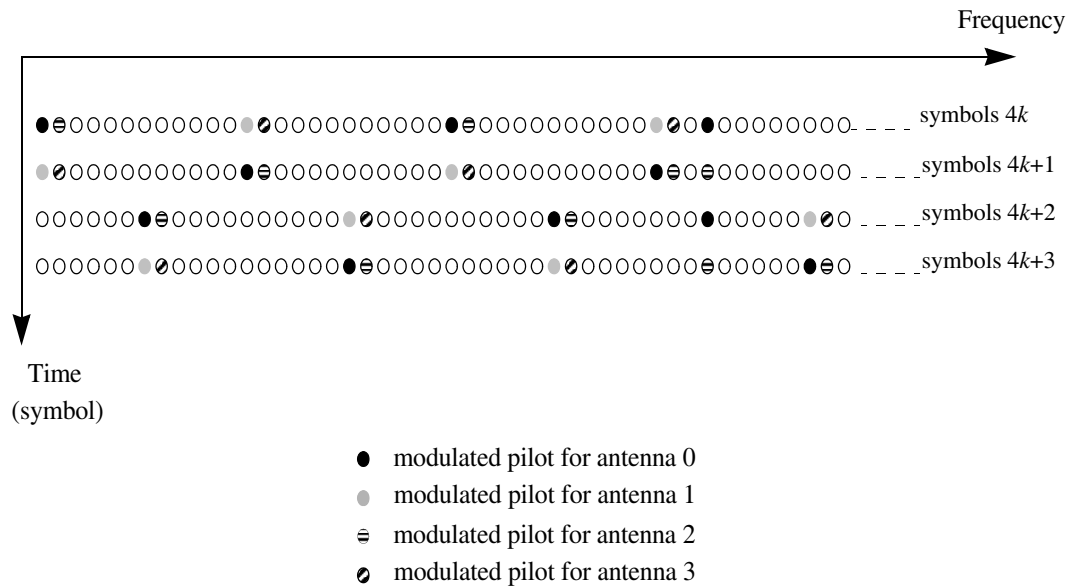 Frequency
symbols 4k
symbols 4k+1
symbols 4k+2
symbols 4k+3
Time
(symbol)
modulated pilot for antenna 0
modulated pilot for antenna 1
modulated pilot for antenna 2
modulated pilot for antenna 3